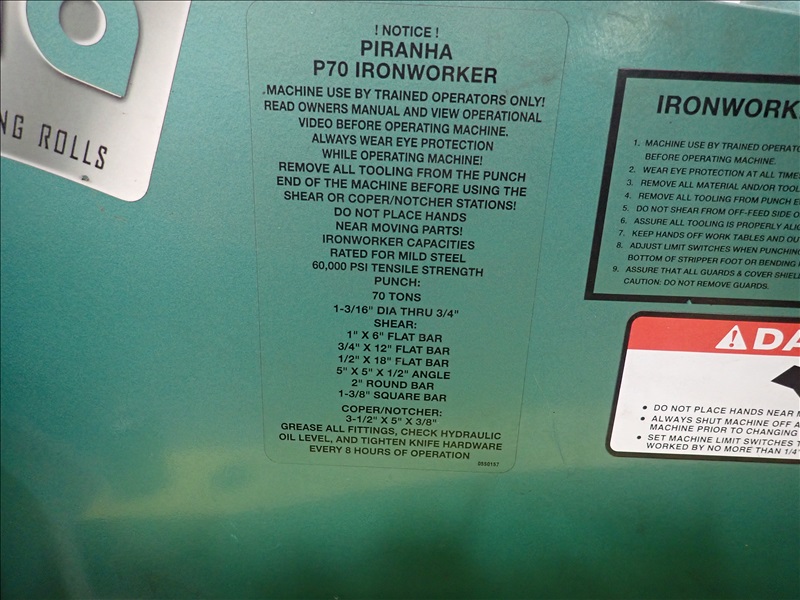 NG ROLLS
! NOTICE !
PIRANHA
P70 IRONWORKER
MACHINE USE BY TRAINED OPERATORS ONLY!
READ OWNERS MANUAL AND VIEW OPERATIONAL
VIDEO BEFORE OPERATING MACHINE.
ALWAYS WEAR EYE PROTECTION
WHILE OPERATING MACHINE!
REMOVE ALL TOOLING FROM THE PUNCH
END OF THE MACHINE BEFORE USING THE
SHEAR OR COPER/NOTCHER STATIONS!
DO NOT PLACE HANDS
NEAR MOVING PARTS!
IRONWORKER CAPACITIES
RATED FOR MILD STEEL
60,000 PSI TENSILE STRENGTH
PUNCH:
70 TONS
1-3/16" DIA THRU 3/4"
SHEAR:
1" X 6" FLAT BAR
3/4" X 12" FLAT BAR
1/2" X 18" FLAT BAR
5" X 5" X 1/2" ANGLE
2" ROUND BAR
1-3/8" SQUARE BAR
COPER/NOTCHER:
3-1/2" X 5" X 3/8"
GREASE ALL FITTINGS, CHECK HYDRAULIC
OIL LEVEL, AND TIGHTEN KNIFE HARDWARE
EVERY 8 HOURS OF OPERATION
0550157
IRONWORK
1. MACHINE USE BY TRAINED OPERATO
BEFORE OPERATING MACHINE.
2. WEAR EYE PROTECTION AT ALL TIMES
3. REMOVE ALL MATERIAL AND/OR TOOL
4. REMOVE ALL TOOLING FROM PUNCH E
5. DO NOT SHEAR FROM OFF-FEED SIDE O
6. ASSURE ALL TOOLING IS PROPERLY ALIG
7. KEEP HANDS OFF WORK TABLES AND OU
8. ADJUST LIMIT SWITCHES WHEN PUNCHING
BOTTOM OF STRIPPER FOOT OR BENDING
9. ASSURE THAT ALL GUARDS & COVER SHIEL
CAUTION: DO NOT REMOVE GUARDS.
DA
• DO NOT PLACE HANDS NEAR M
• ALWAYS SHUT MACHINE OFF A
MACHINE PRIOR TO CHANGING
• SET MACHINE LIMIT SWITCHES T
WORKED BY NO MORE THAN 1/4"